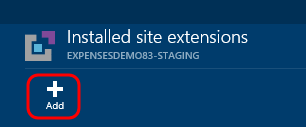 Installed site extensions
EXPENSESDEMO83-STAGING
Add